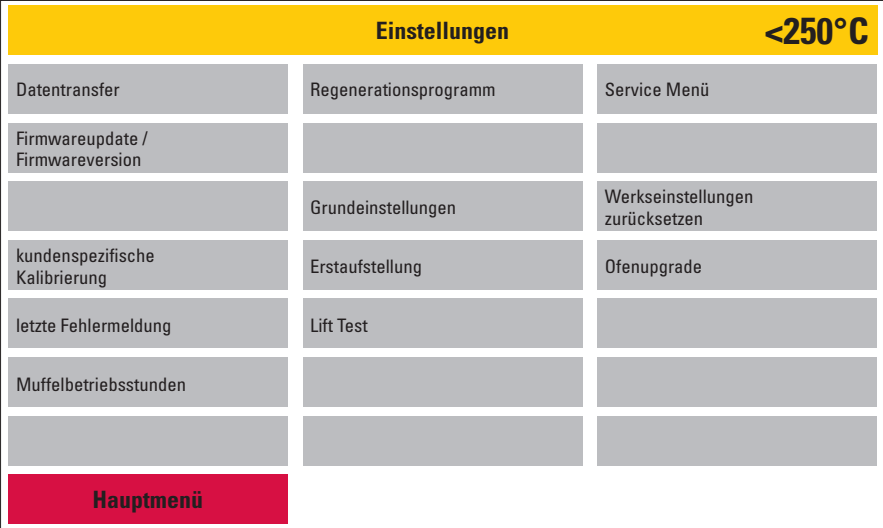 Einstellungen <250°C
Datentransfer Regenerationsprogramm Service Menü
Firmwareupdate /
Firmwareversion
Grundeinstellungen
Werkseinstellungen
zurücksetzen
kundenspezifische
Kalibrierung
Erstaufstellung
Ofenupgrade
letzte Fehlermeldung Lift Test
Muffelbetriebsstunden
Hauptmenü